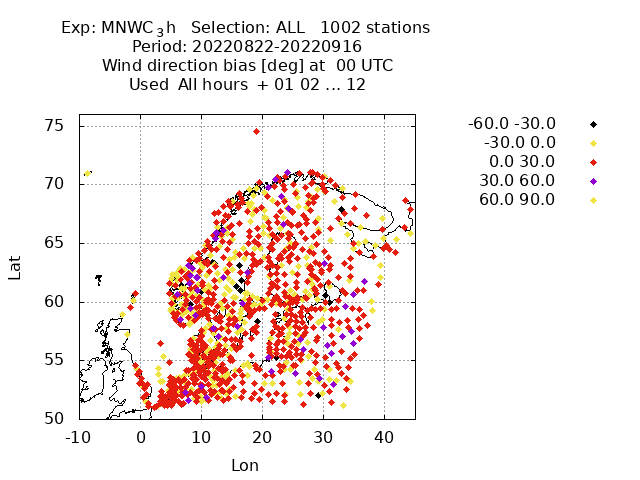 Exp: MNWC_3h   Selection: ALL   1002 stations
Period: 20220822-20220916
Wind direction bias [deg] at  00 UTC
Used  All hours  + 01 02 ... 12
-60.0 -30.0
-30.0 0.0
0.0 30.0
30.0 60.0
60.0 90.0
75
70
65
60
55
50
Lat
-10 0 10 20 30 40
Lon